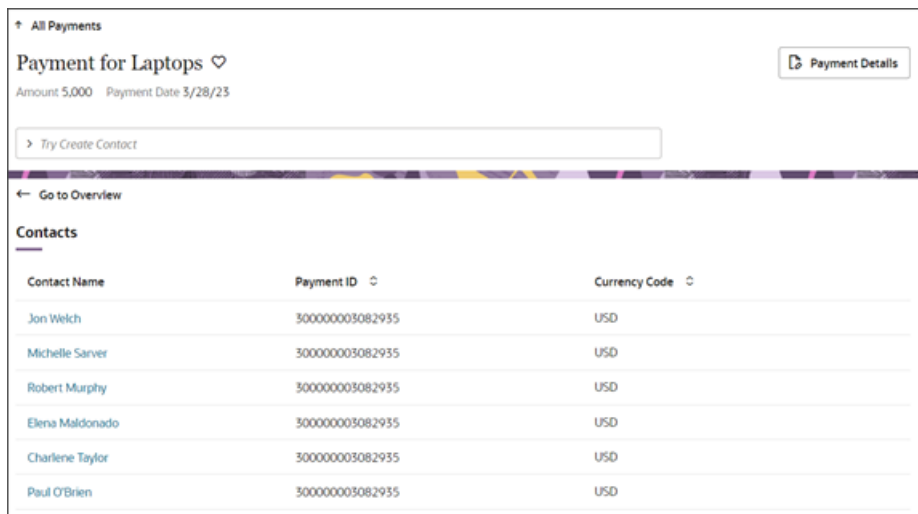 All Payments
Payment for Laptops
Payment Details
Amount 5,000 Payment Date 3/28/23
Try Create Contact
Go to Overview
Contacts
Contact Name Payment ID Currency Code
Jon Welch 300000003082935 USD
Michelle Sarver 300000003082935 USD
Robert Murphy 300000003082935 USD
Elena Maldonado 300000003082935 USD
Charlene Taylor 300000003082935 USD
Paul O'Brien 300000003082935 USD